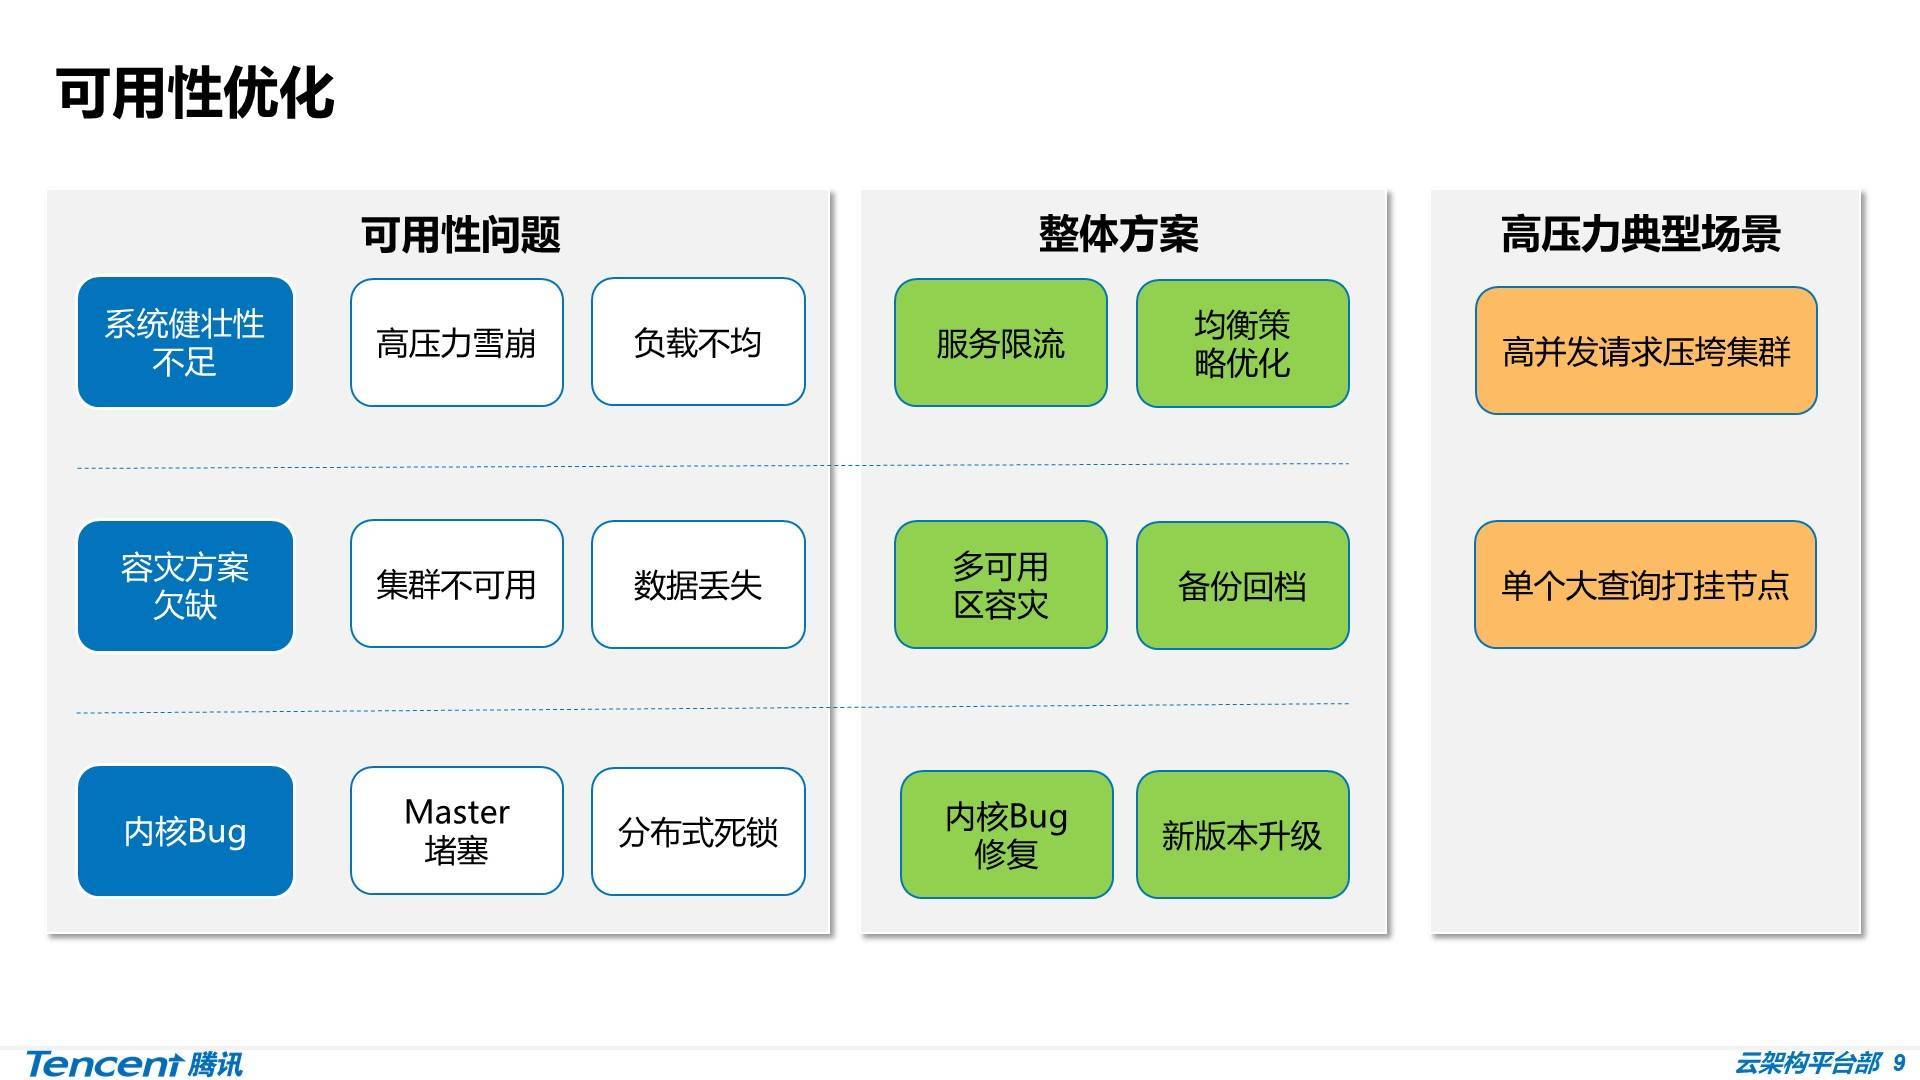 可用性优化
可用性问题
系统健壮性
不足
高压力雪崩
负载不均
容灾方案
欠缺
集群不可用
数据丢失
内核Bug
Master
堵塞
分布式死锁
整体方案
服务限流
均衡策
略优化
多可用
区容灾
备份回档
内核Bug
修复
新版本升级
高压力典型场景
高并发请求压垮集群
单个大查询打挂节点
Tencent 腾讯
云架构平台部 9